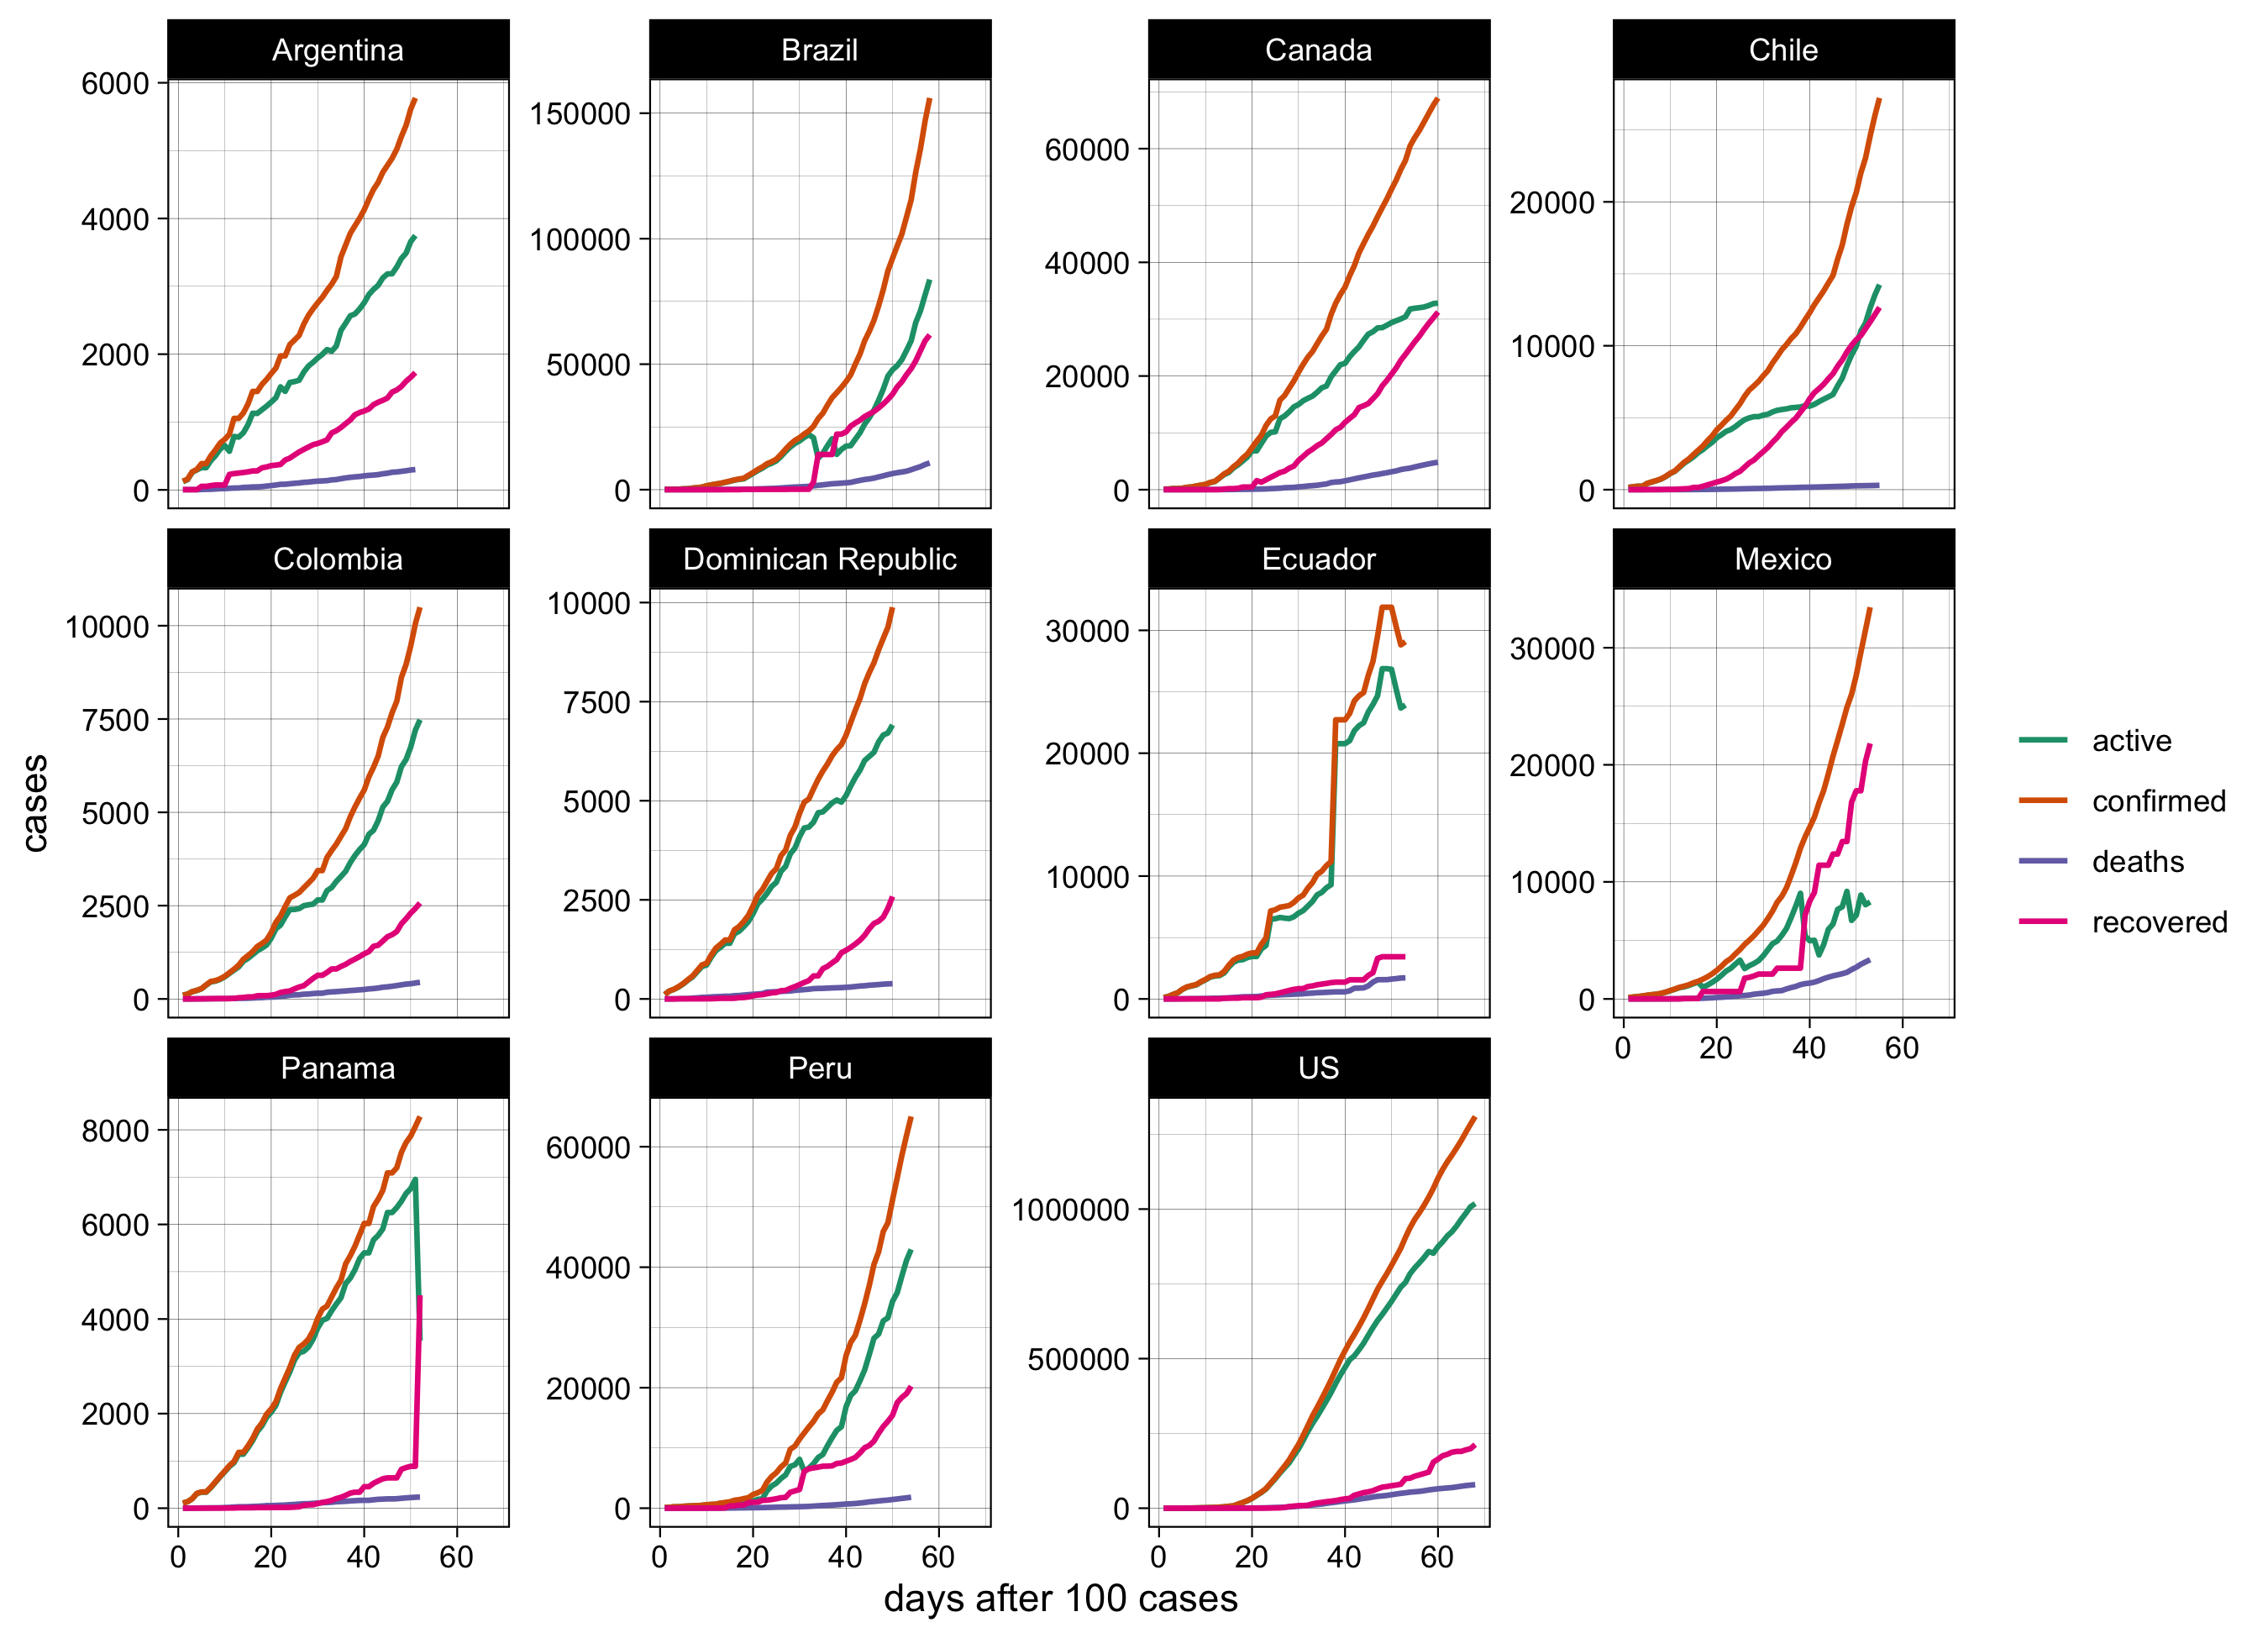 Argentina
Brazil
Canada
Chile
6000
4000
2000
0
150000
100000
50000
0
60000
40000
20000
0
20000
10000
0
Colombia
Dominican Republic
Ecuador
Mexico
10000
7500
5000
2500
0
10000
7500
5000
2500
0
30000
20000
10000
0
30000
20000
10000
0
0 20 40 60
Panama
Peru
US
8000
6000
4000
2000
0
60000
40000
20000
0
1000000
500000
0
0 20 40 60
0 20 40 60
0 20 40 60
days after 100 cases
cases
active
confirmed
deaths
recovered